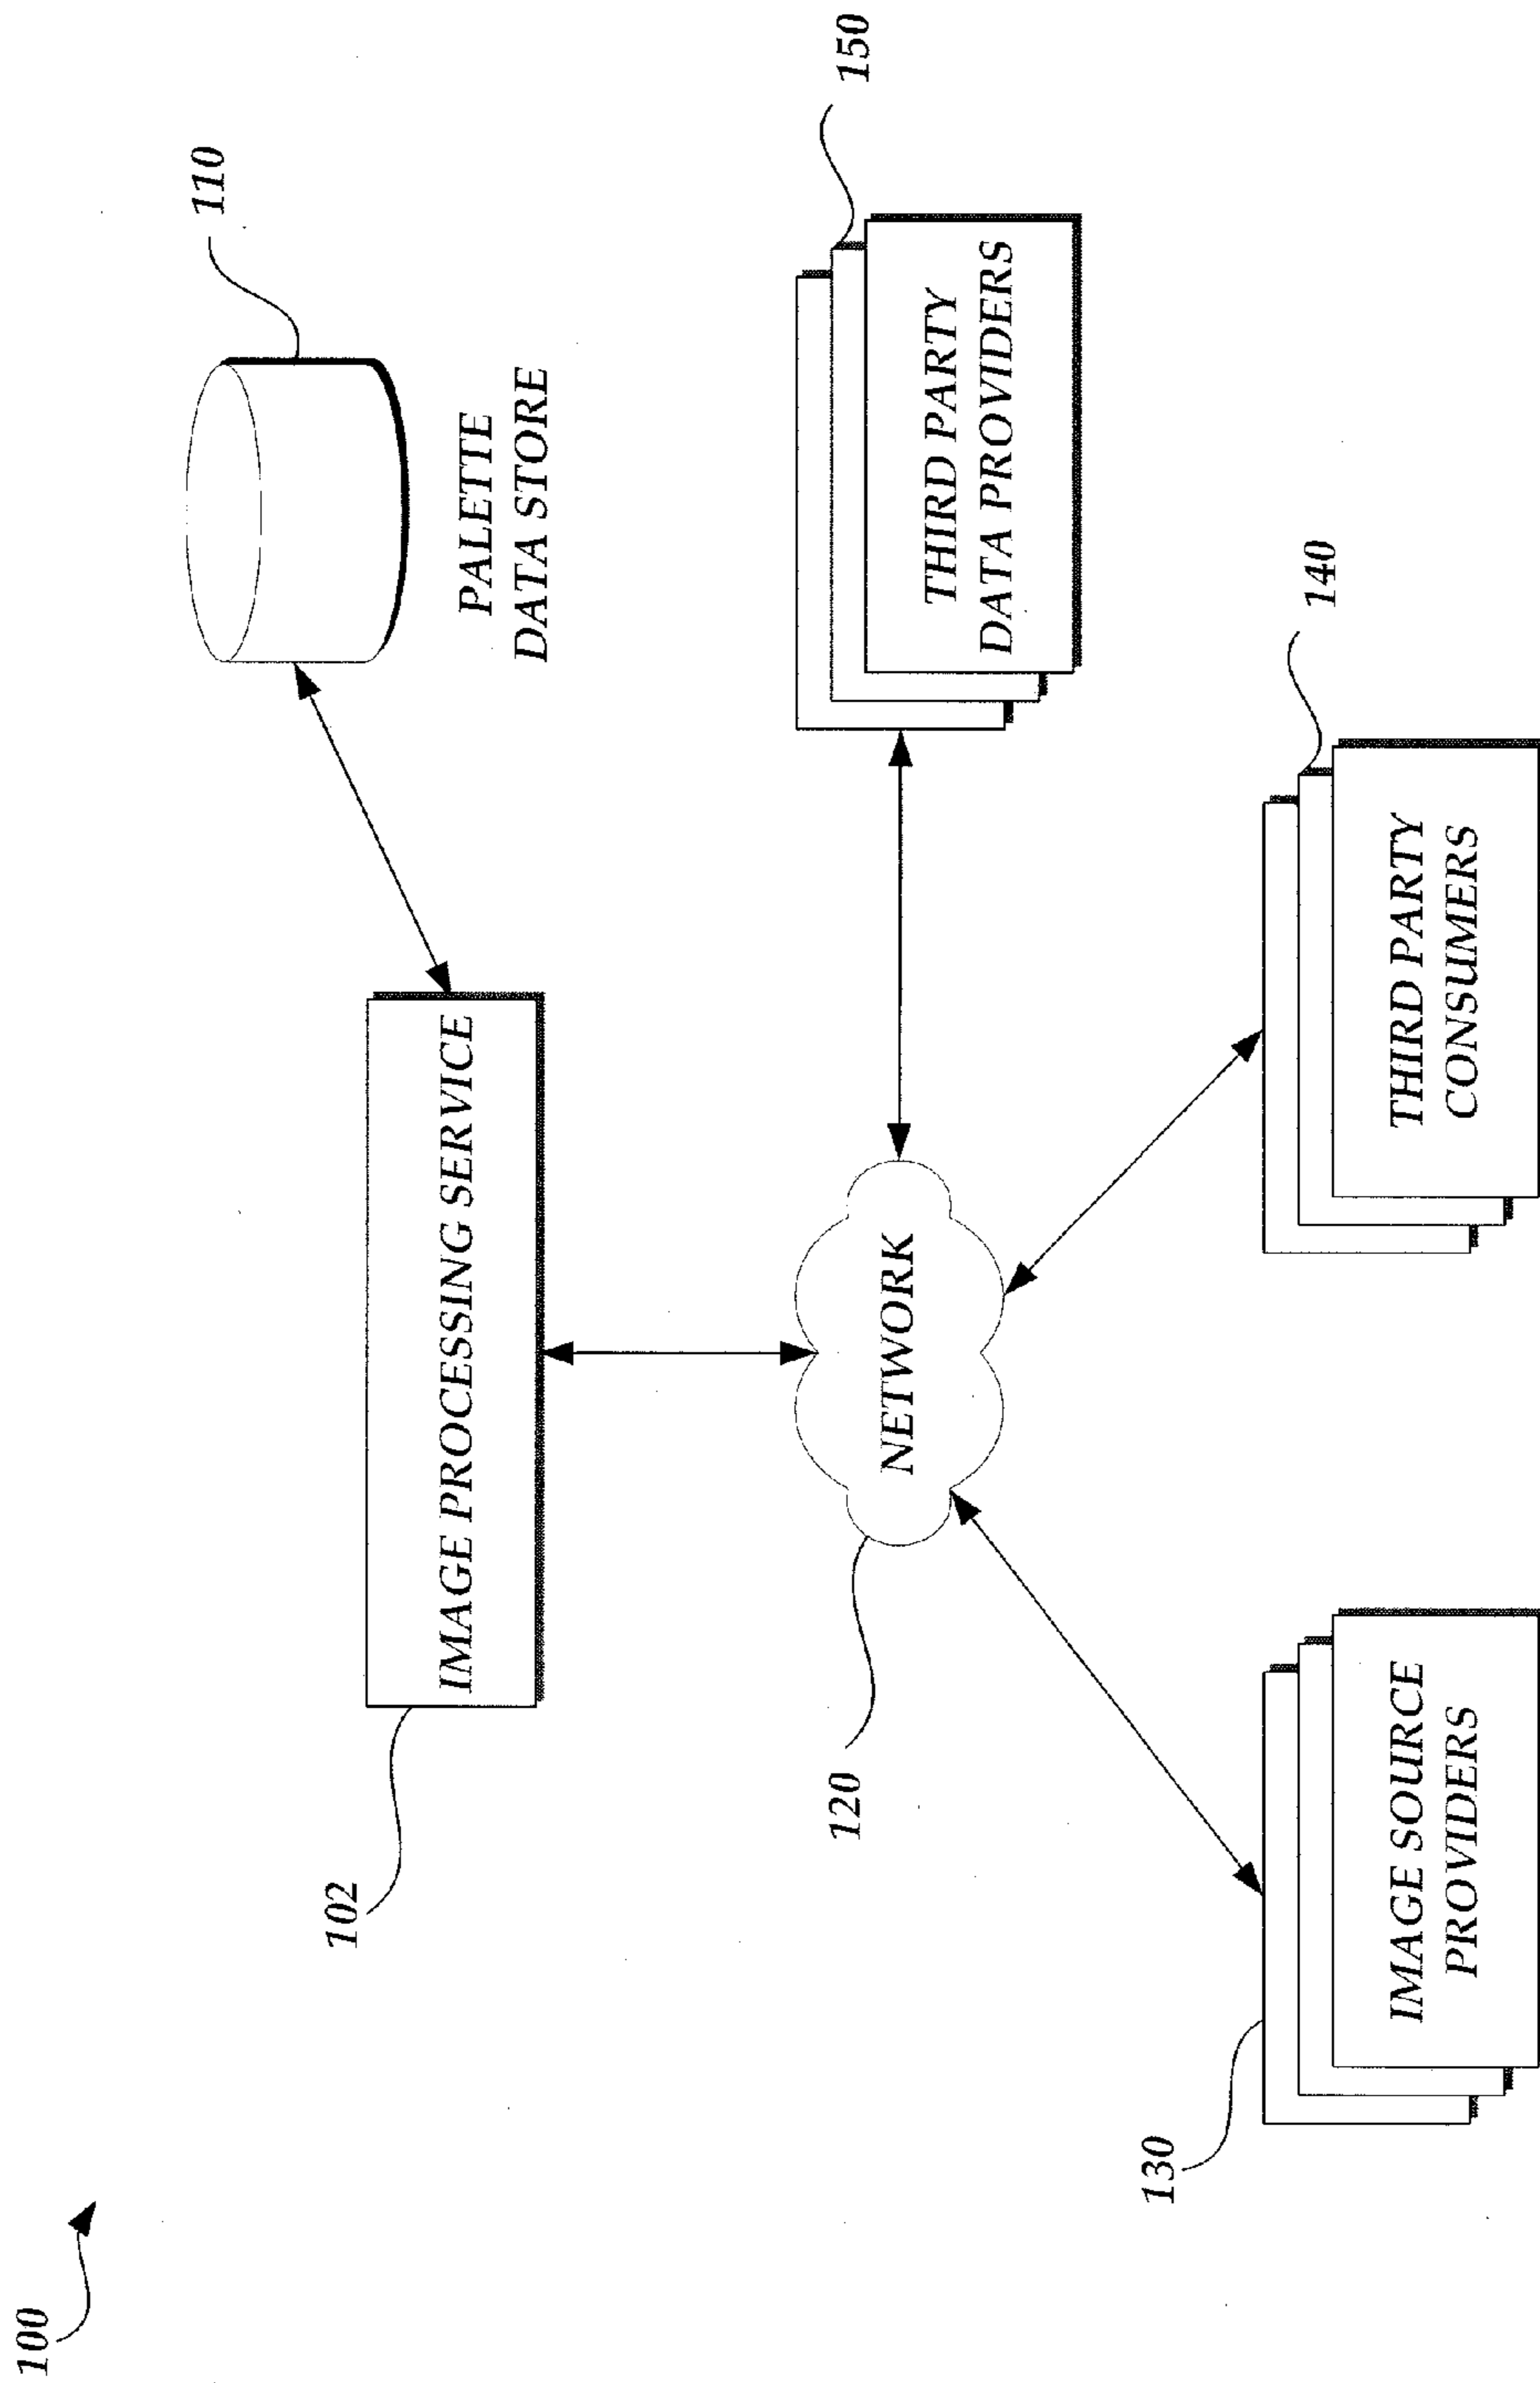 100
110
PALETTE
DATA STORE
102
IMAGE PROCESSING SERVICE
150
THIRD PARTY
DATA PROVIDERS
120
NETWORK
130
IMAGE SOURCE
PROVIDERS
140
THIRD PARTY
CONSUMERS